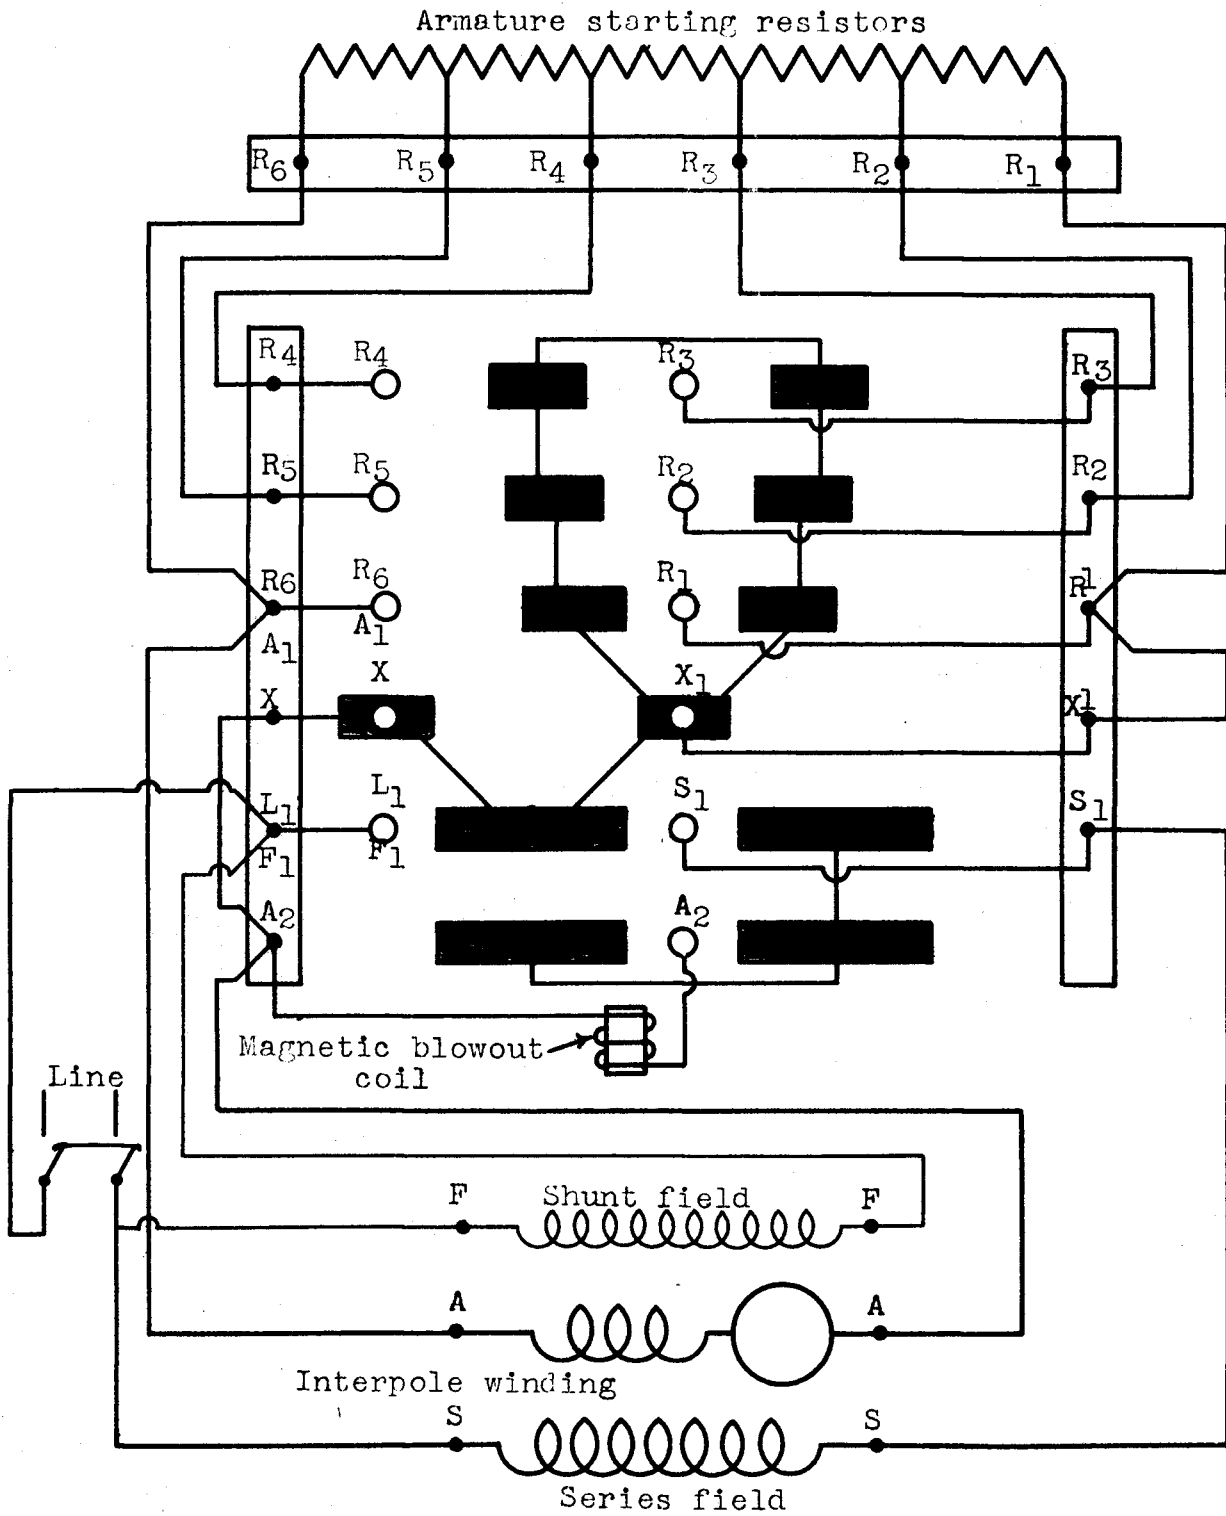 Armature starting resistors
R6 R5 R4 R3 R2 R1
R4 R4 R3 R3
R5 R5 R2 R2
R6 R6 R1 R1
A1 A1
X X X1 X1
L1 L1 S1 S1
F1 F1
A2 A2
Magnetic blowout
coil
Line
F Shunt field F
A A
Interpole winding
S S
Series field